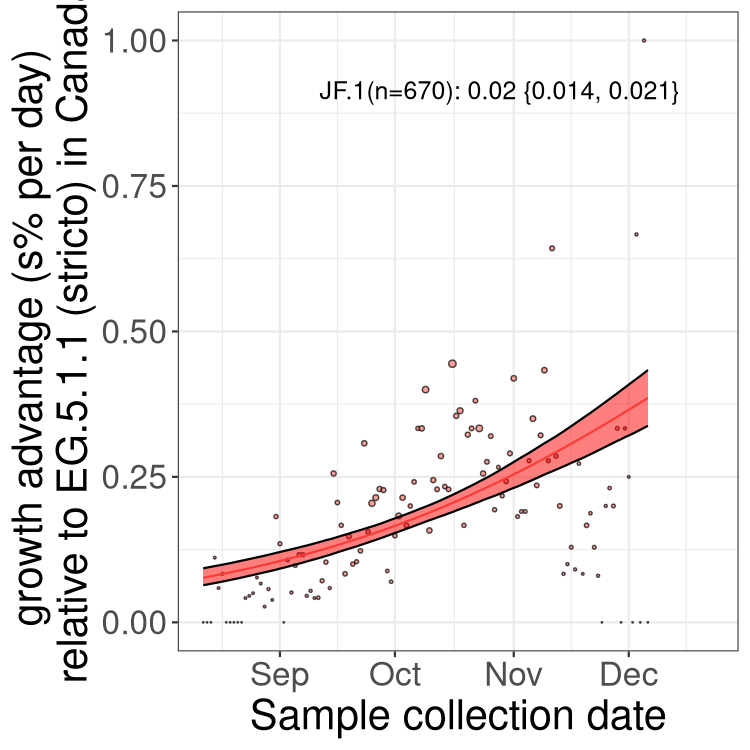 growth advantage (s% per day)
relative to EG.5.1.1 (stricto) in Canada
1.00
JF.1(n=670): 0.02 {0.014, 0.021}
0.75
0.50
0.25
0.00
Sep Oct Nov Dec
Sample collection date